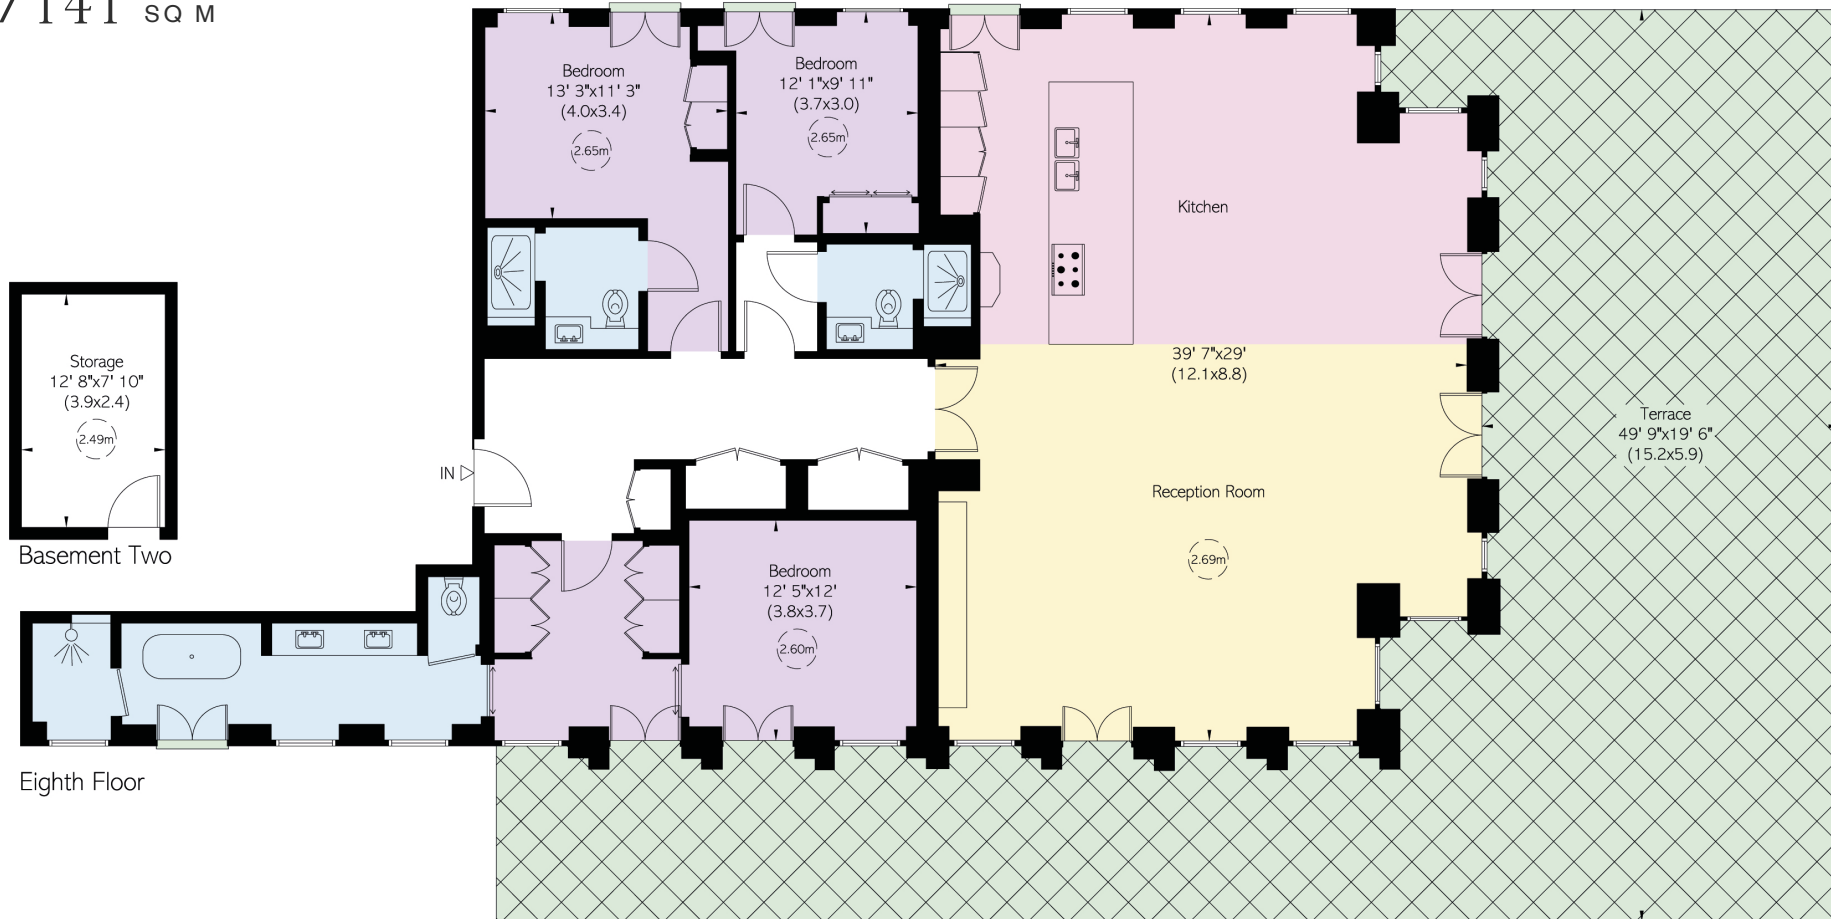 141 SQ M
Bedroom
13' 3"x11' 3"
(4.0x3.4)
2.65m
Bedroom
12' 1"x9' 11"
(3.7x3.0)
2.65m
Kitchen
39' 7"x29'
(12.1x8.8)
Reception Room
2.69m
Terrace
49' 9"x19' 6"
(15.2x5.9)
Storage
12' 8"x7' 10"
(3.9x2.4)
2.49m
Basement Two
IN
Bedroom
12' 5"x12'
(3.8x3.7)
2.60m
Eighth Floor